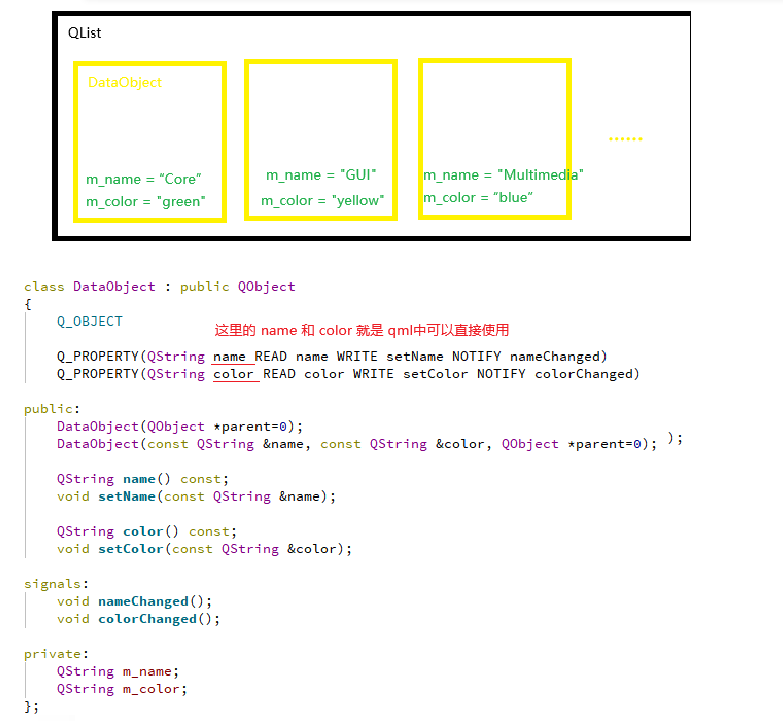 QList
DataObject
m_name = “Core”
m_color = "green"
m_name = "GUI"
m_color = "yellow"
m_name = "Multimedia"
m_color = “blue”
......
class DataObject : public QObject
{
Q_OBJECT
这里的 name 和 color 就是 qml中可以直接使用
Q_PROPERTY(QString name READ name WRITE setName NOTIFY nameChanged)
Q_PROPERTY(QString color READ color WRITE setColor NOTIFY colorChanged)
public:
DataObject(QObject *parent=0);
DataObject(const QString &name, const QString &color, QObject *parent=0); );
QString name() const;
void setName(const QString &name);
QString color() const;
void setColor(const QString &color);
signals:
void nameChanged();
void colorChanged();
private:
QString m_name;
QString m_color;
};